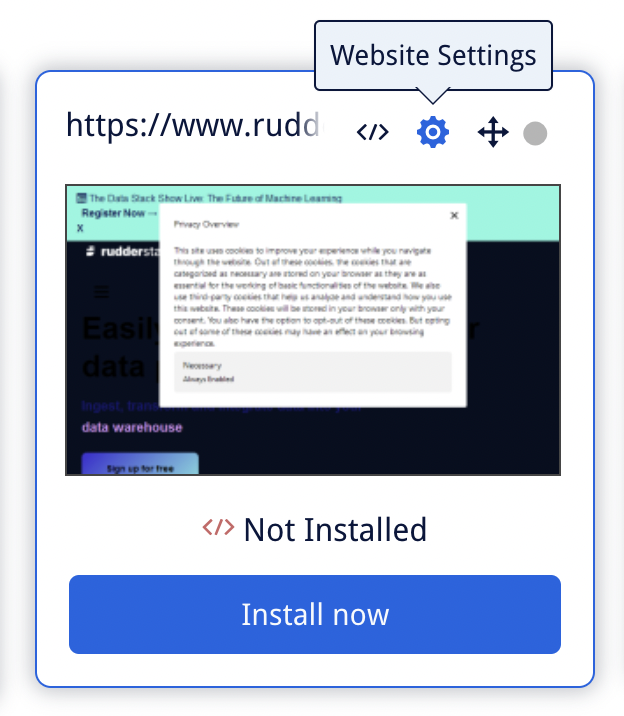 Website Settings
https://www.rudd
The Data Stack Show Live: The Future of Machine Learning
Register Now →
X
Privacy Overview
This site uses cookies to improve your experience while you navigate
through the website. Out of these cookies, the cookies that are
categorized as necessary are stored on your browser as they are as
essential for the working of basic functionalities of the website. We also
use third-party cookies that help us analyze and understand how you use
this website. These cookies will be stored in your browser only with your
consent. You also have the option to opt-out of these cookies. But opting
out of some of these cookies may have an effect on your browsing
experience.
Necessary
Always Enabled
ruddersta
Easily
data
data warehouse
Sign up for free
Not Installed
Install now